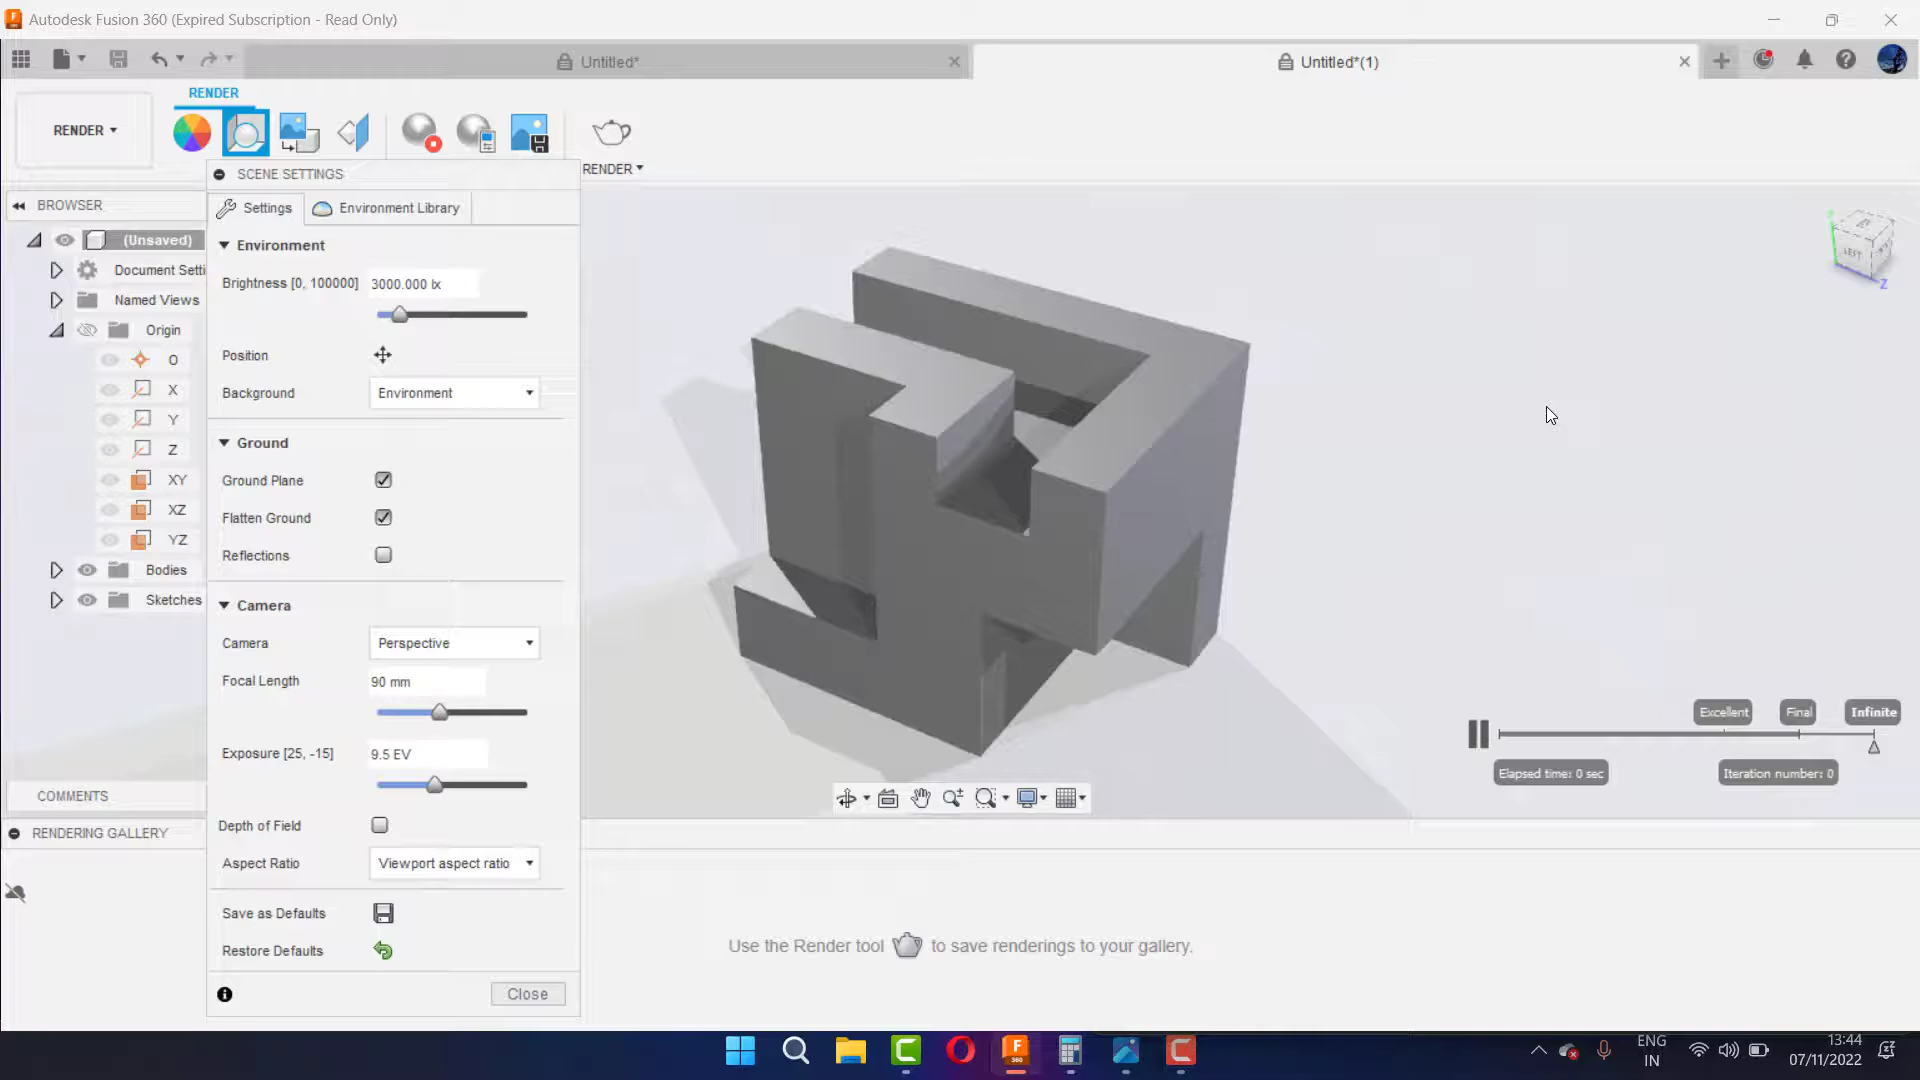 Autodesk Fusion 360 (Expired Subscription - Read Only)
Untitled*
Untitled*(1)
RENDER
RENDER
RENDER
SCENE SETTINGS
Settings
Environment Library
BROWSER
(Unsaved)
Document Setti
Named Views
Origin
O
X
Y
Z
XY
XZ
YZ
Bodies
Sketches
COMMENTS
RENDERING GALLERY
Environment
Brightness [0, 100000] 3000.000 lx
Position
Background Environment
Ground
Ground Plane
Flatten Ground
Reflections
Camera
Camera Perspective
Focal Length 90 mm
Exposure [25, -15] 9.5 EV
Depth of Field
Aspect Ratio Viewport aspect ratio
Save as Defaults
Restore Defaults
Close
LEFT
Z
Excellent Final Infinite
Elapsed time: 0 sec Iteration number: 0
Use the Render tool to save renderings to your gallery.
F
360
ENG
IN
13:44
07/11/2022